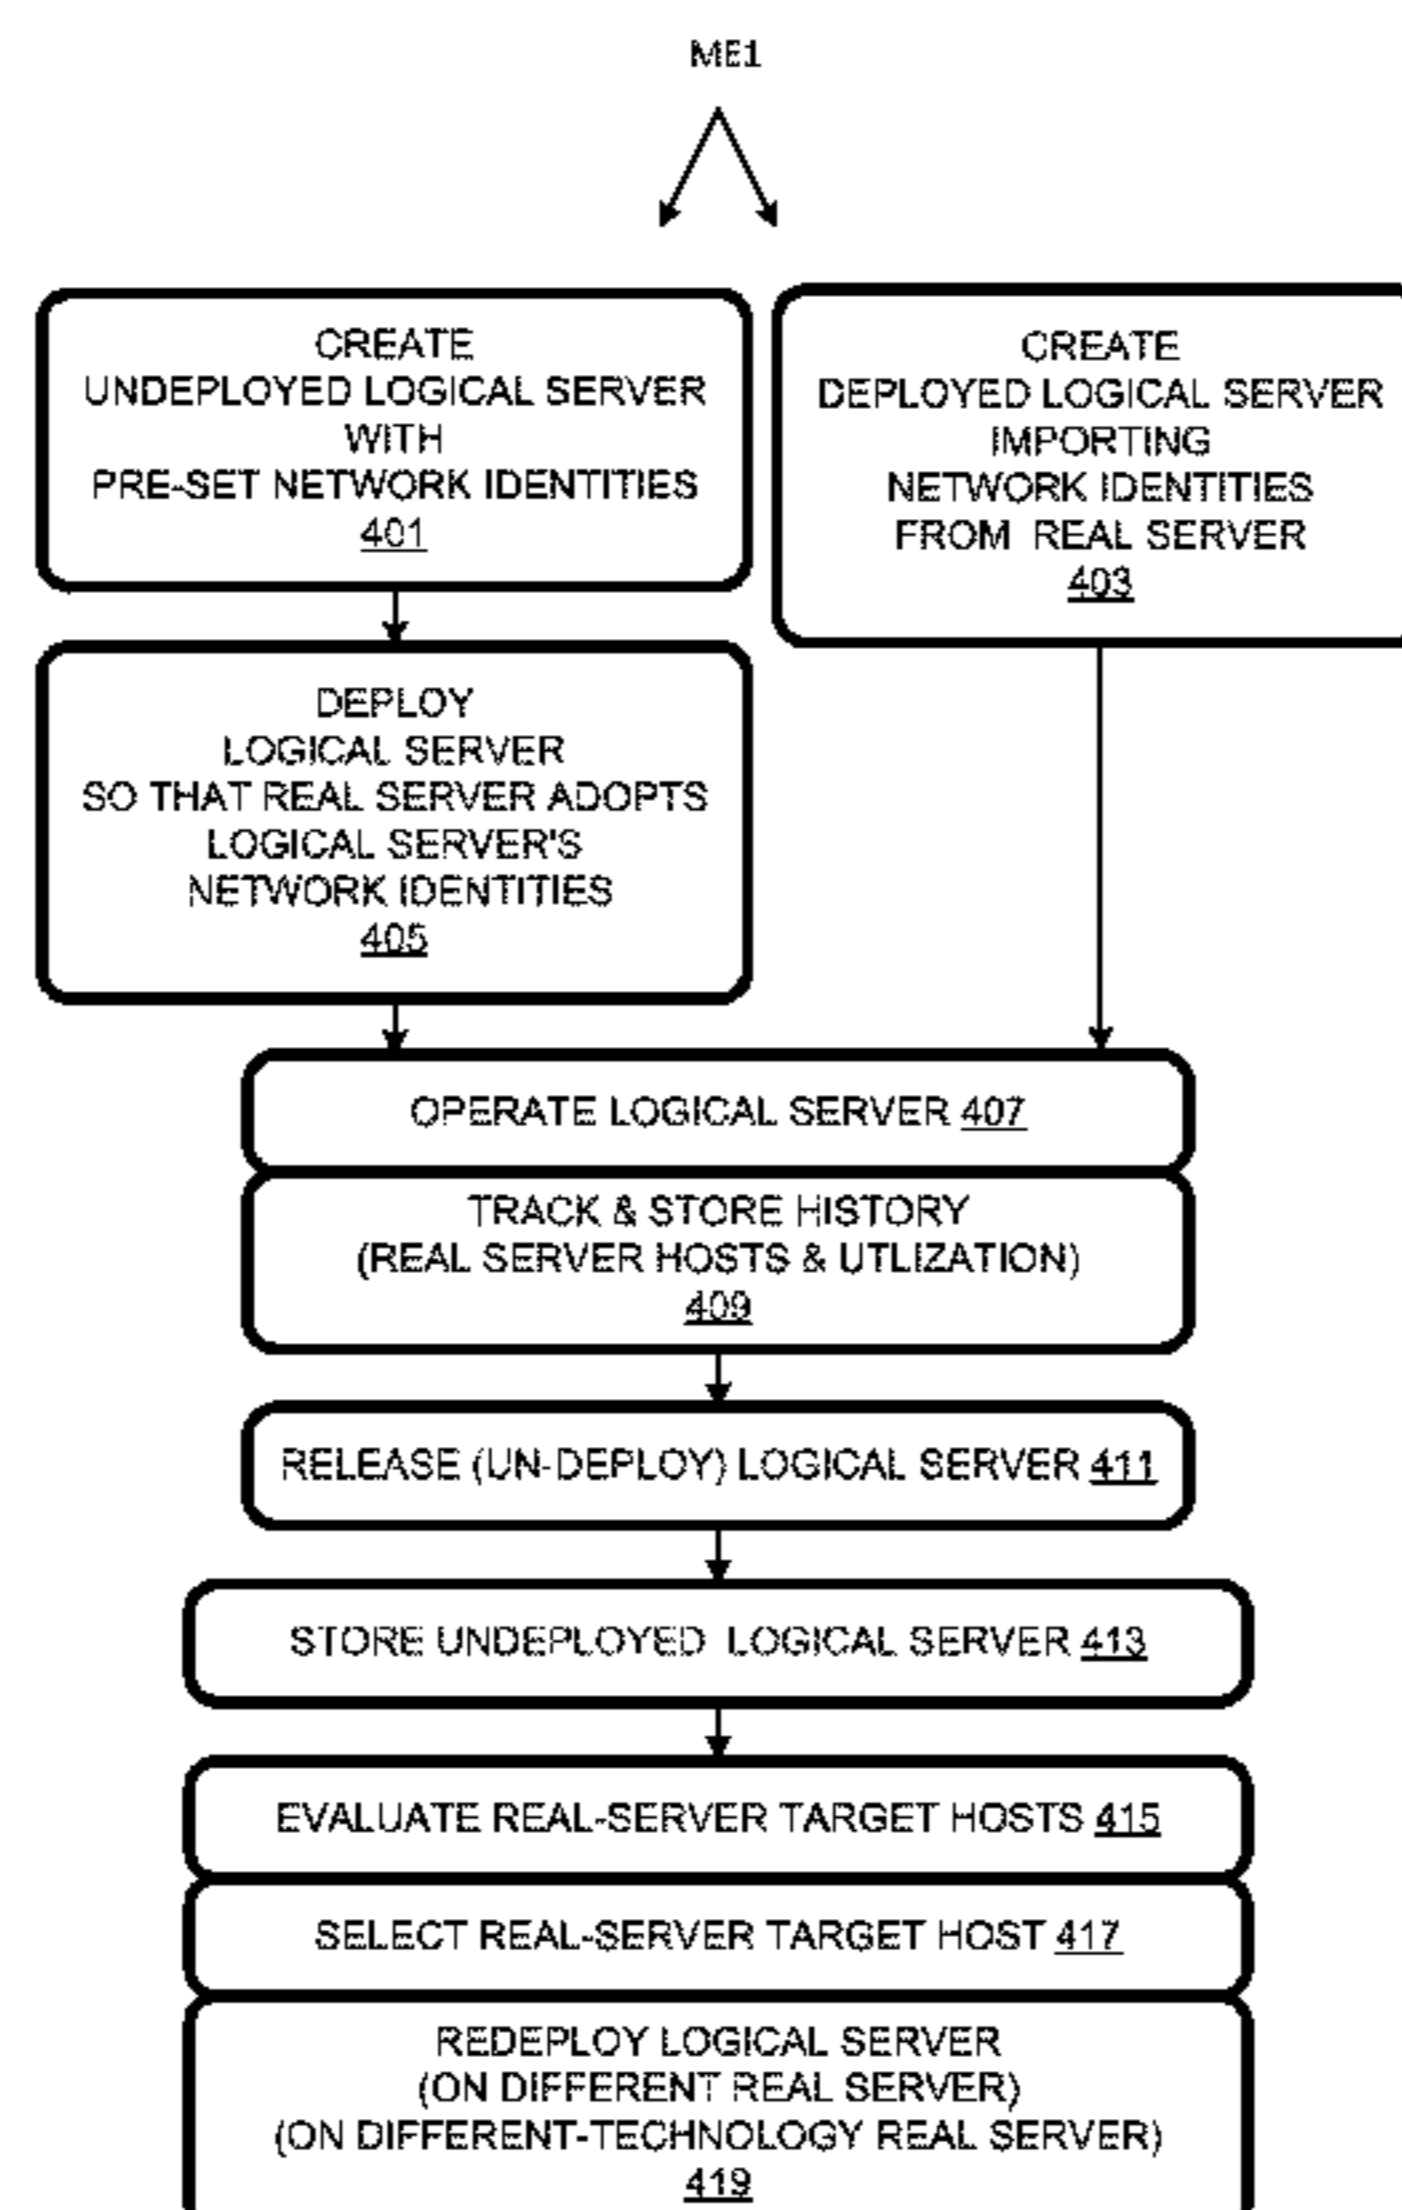 ME1
CREATE
UNDEPLOYED LOGICAL SERVER
WITH
PRE-SET NETWORK IDENTITIES
401
CREATE
DEPLOYED LOGICAL SERVER
IMPORTING
NETWORK IDENTITIES
FROM REAL SERVER
403
DEPLOY
LOGICAL SERVER
SO THAT REAL SERVER ADOPTS
LOGICAL SERVER'S
NETWORK IDENTITIES
405
OPERATE LOGICAL SERVER 407
TRACK & STORE HISTORY
(REAL SERVER HOSTS & UTLIZATION)
409
RELEASE (UN-DEPLOY) LOGICAL SERVER 411
STORE UNDEPLOYED LOGICAL SERVER 413
EVALUATE REAL-SERVER TARGET HOSTS 415
SELECT REAL-SERVER TARGET HOST 417
REDEPLOY LOGICAL SERVER
(ON DIFFERENT REAL SERVER)
(ON DIFFERENT-TECHNOLOGY REAL SERVER)
419